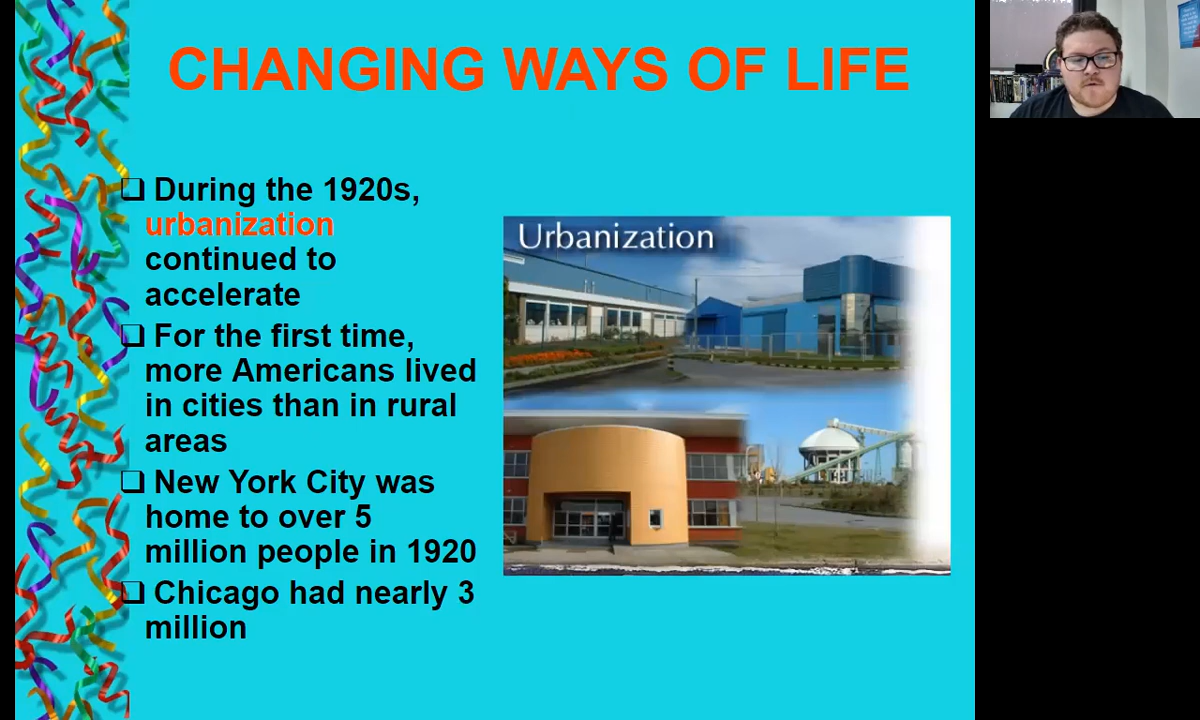 CHANGING WAYS OF LIFE
❑ During the 1920s,
urbanization
continued to
accelerate
❑ For the first time,
more Americans lived
in cities than in rural
areas
❑ New York City was
home to over 5
million people in 1920
❑ Chicago had nearly 3
million
Urbanization